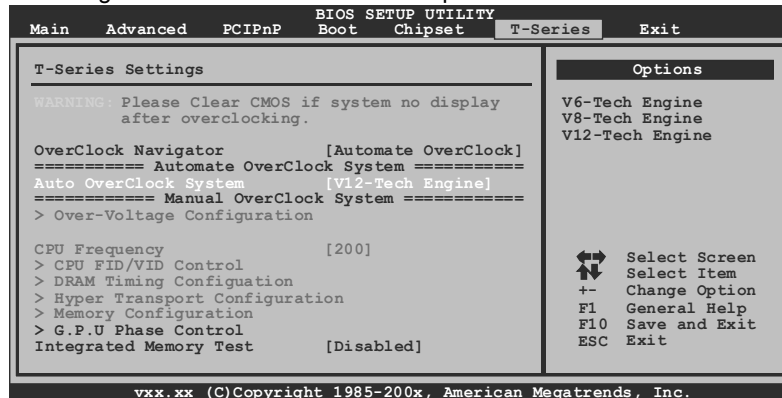 BIOS SETUP UTILITY
Main Advanced PCIPnP Boot Chipset T-Series Exit
T-Series Settings
WARNING: Please Clear CMOS if system no display
after overclocking.
OverClock Navigator [Automate OverClock]
=========== Automate OverClock System ===========
Auto OverClock System [V12-Tech Engine]
============ Manual OverClock System ============
> Over-Voltage Configuration
CPU Frequency [200]
> CPU FID/VID Control
> DRAM Timing Configuation
> Hyper Transport Configuration
> Memory Configuration
> G.P.U Phase Control
Integrated Memory Test [Disabled]
Options
V6-Tech Engine
V8-Tech Engine
V12-Tech Engine
Select Screen
Select Item
+- Change Option
F1 General Help
F10 Save and Exit
ESC Exit
vxx.xx (C)Copyright 1985-200x, American Megatrends, Inc.